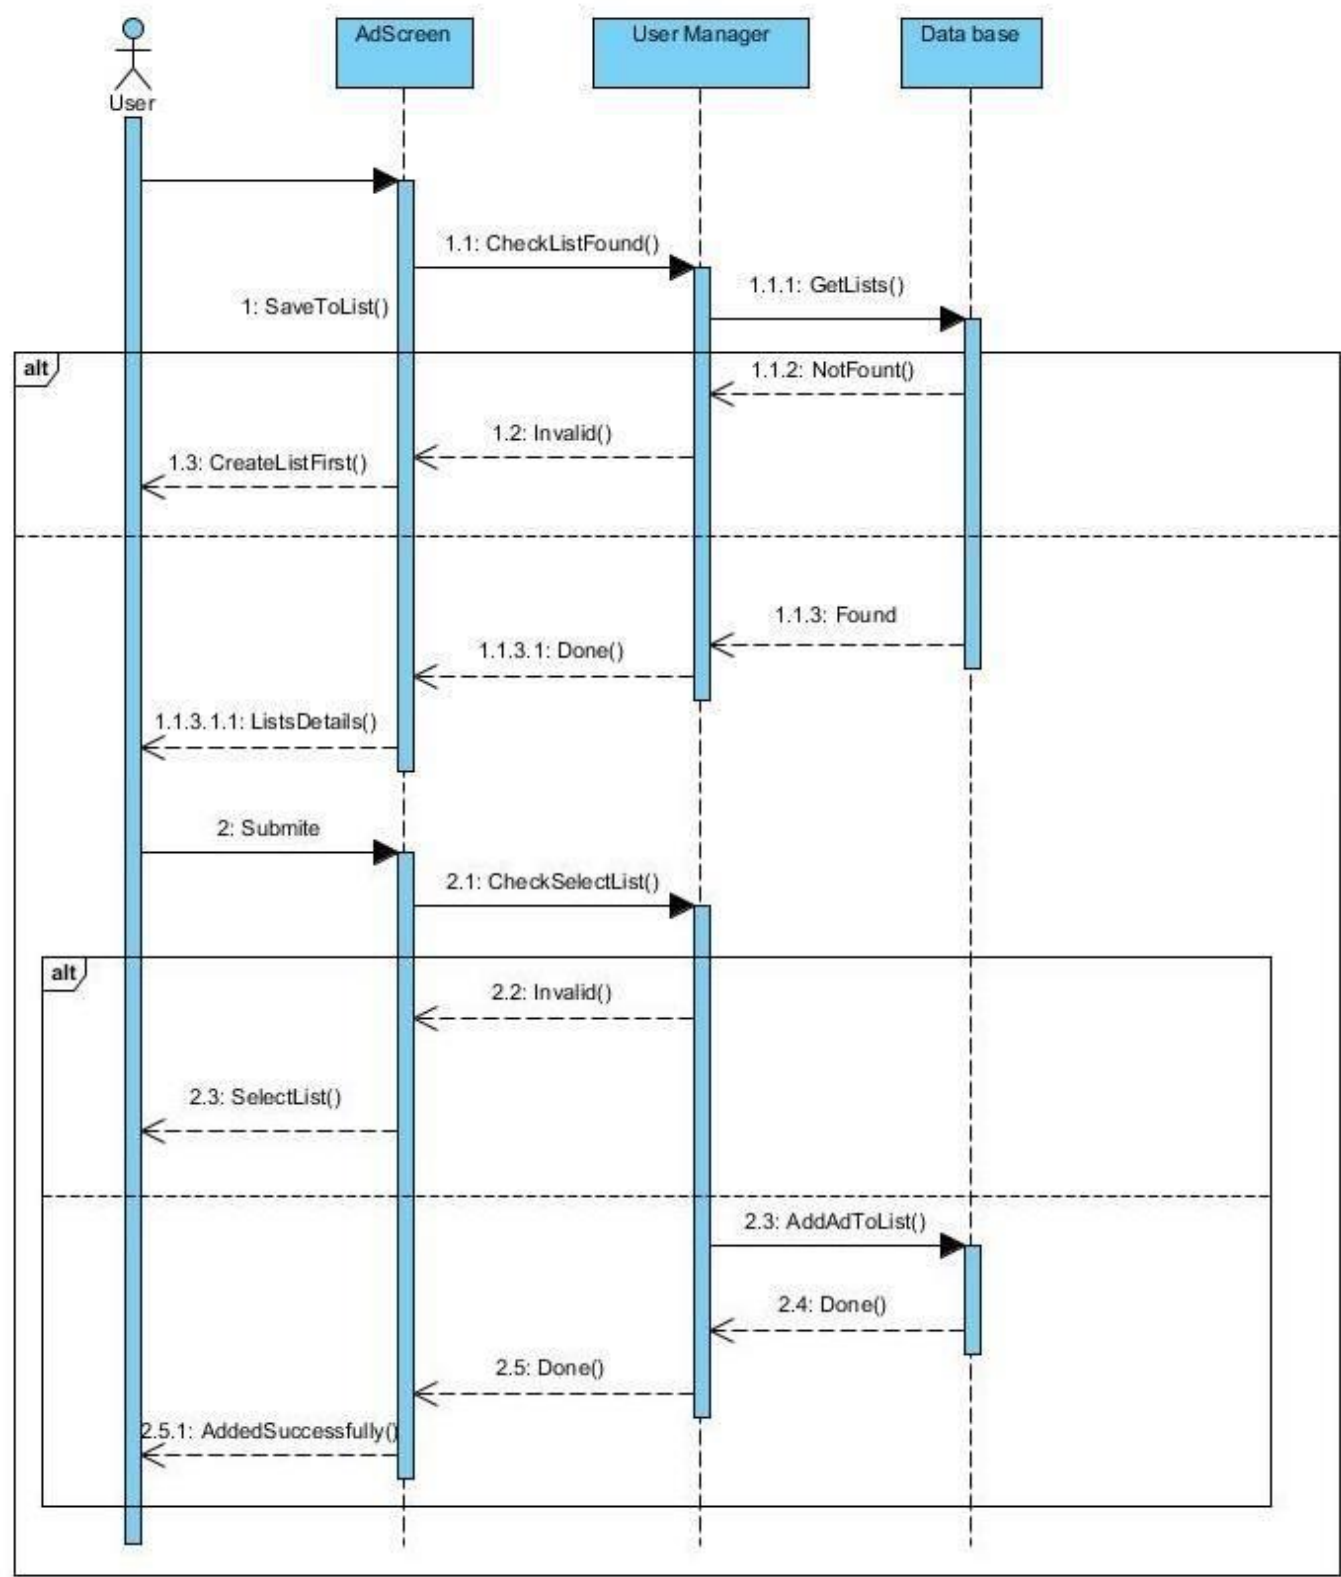 AdScreen
User Manager
Data base
User
1.1: CheckListFound()
1.1.1: GetLists()
1: SaveToList()
alt
1.1.2: NotFount()
1.2: Invalid()
1.3: CreateListFirst()
1.1.3: Found
1.1.3.1: Done()
1.1.3.1.1: ListsDetails()
2: Submite
2.1: CheckSelectList()
alt
2.2: Invalid()
2.3: SelectList()
2.3: AddAdToList()
2.4: Done()
2.5: Done()
2.5.1: AddedSuccessfully()